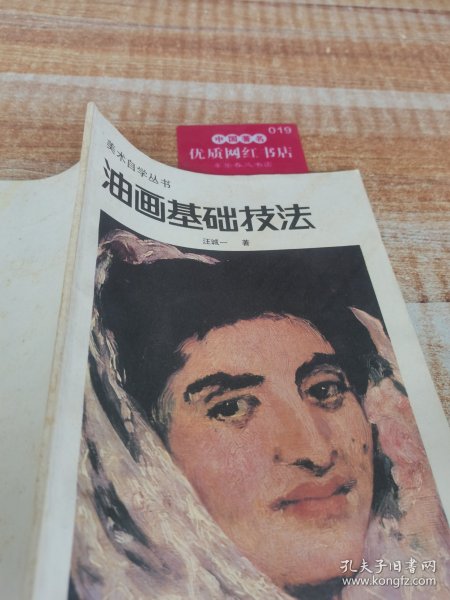 019
中国著名
优质网红书店
美术自学丛书
油画基础技法
汪诚一 著
孔夫子旧书网
www.kongfz.com